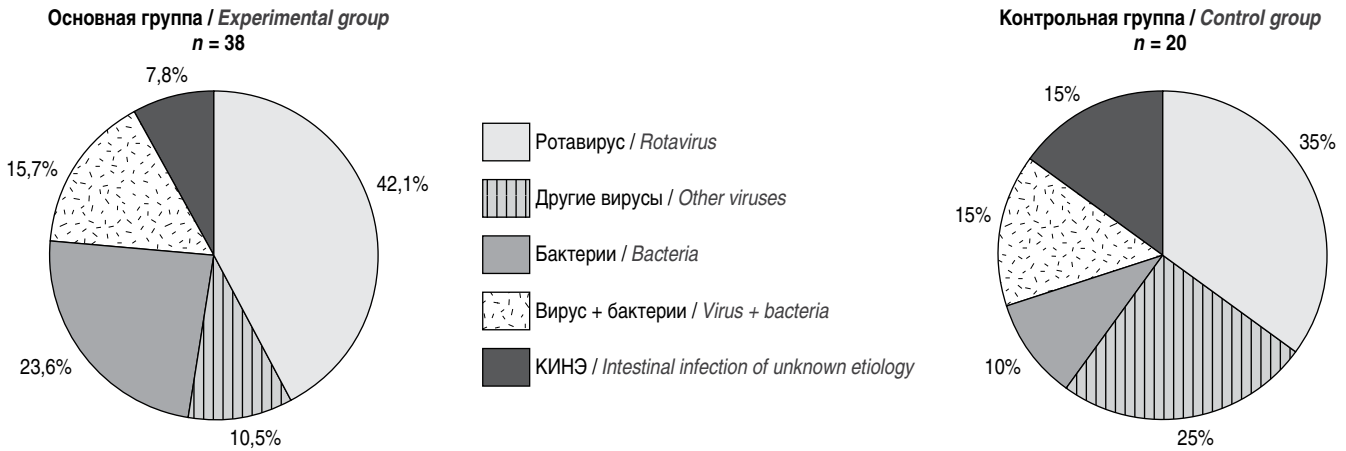 Основная группа / Experimental group
n = 38
7,8%
15,7%
42,1%
23,6%
10,5%
Ротавирус / Rotavirus
Другие вирусы / Other viruses
Бактерии / Bacteria
Вирус + бактерии / Virus + bacteria
КИНЭ / Intestinal infection of unknown etiology
Контрольная группа / Control group
n = 20
15%
35%
15%
10%
25%